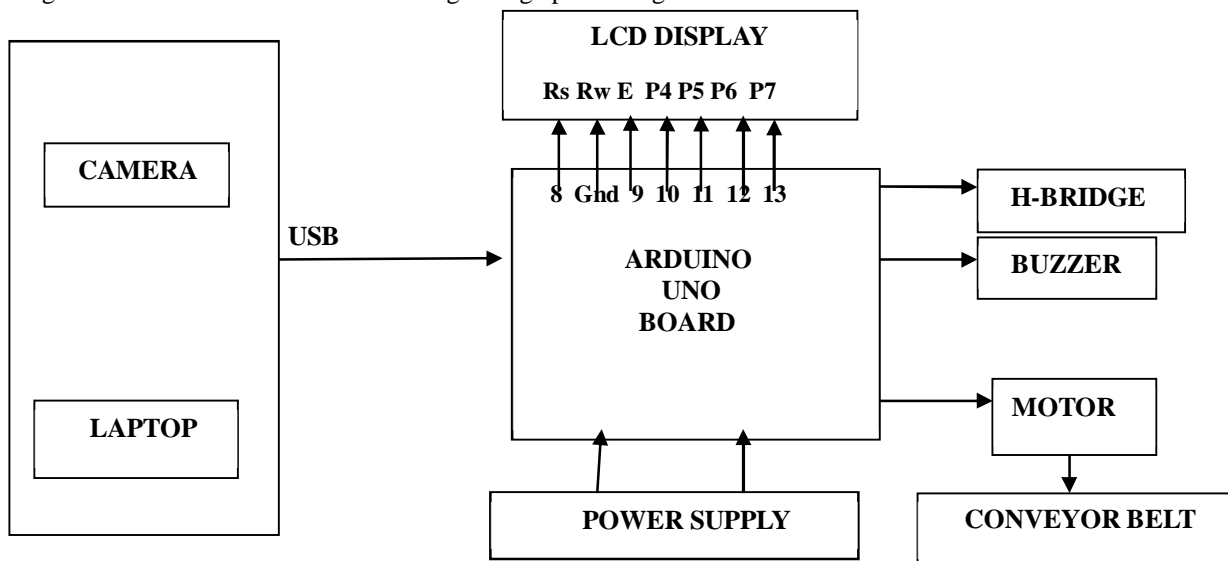 LCD DISPLAY
Rs Rw E P4 P5 P6 P7
CAMERA
8 Gnd 9 10 11 12 13
H-BRIDGE
USB
ARDUINO
UNO
BOARD
BUZZER
LAPTOP
MOTOR
POWER SUPPLY
CONVEYOR BELT